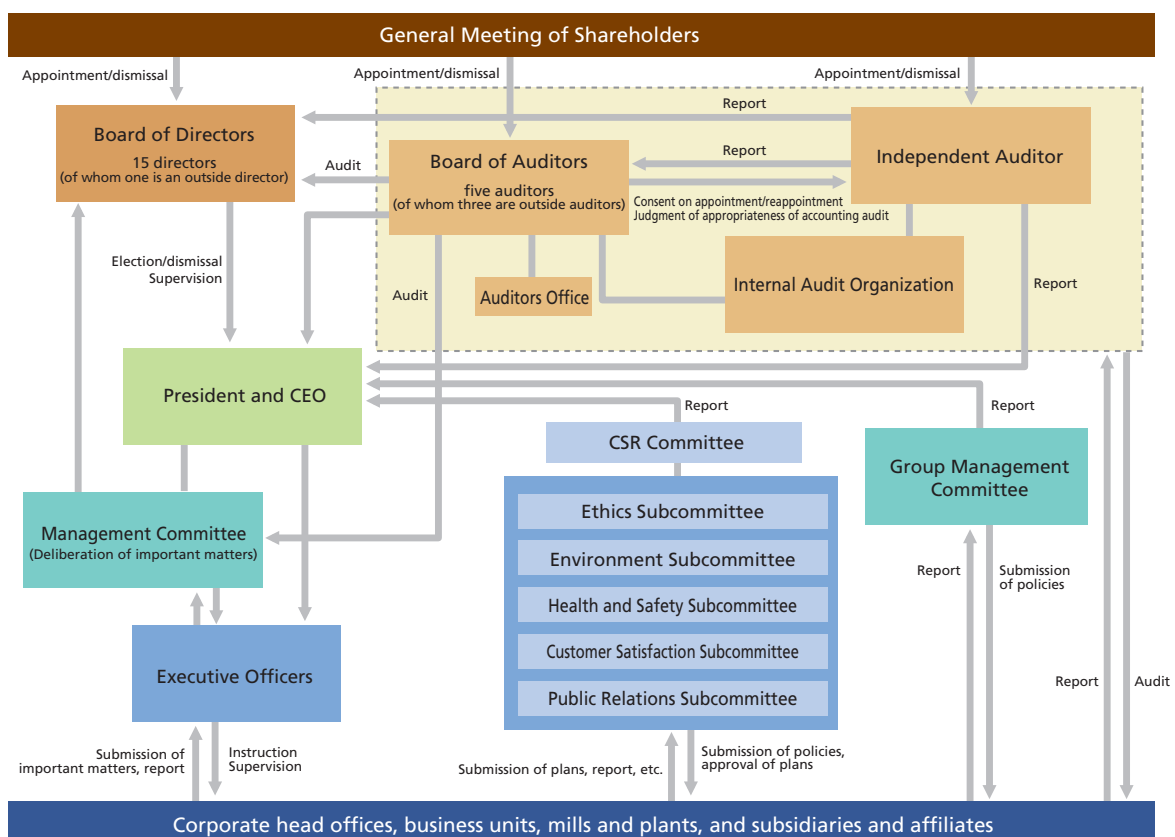 General Meeting of Shareholders
Appointment/dismissal
Appointment/dismissal
Appointment/dismissal
Report
Board of Directors
15 directors
(of whom one is an outside director)
Audit
Board of Auditors
five auditors
(of whom three are outside auditors)
Report
Independent Auditor
Consent on appointment/reappointment
Judgment of appropriateness of accounting audit
Election/dismissal
Supervision
Audit
Auditors Office
Internal Audit Organization
Report
President and CEO
Report
Report
CSR Committee
Group Management
Committee
Management Committee
(Deliberation of important matters)
Ethics Subcommittee
Environment Subcommittee
Health and Safety Subcommittee
Customer Satisfaction Subcommittee
Public Relations Subcommittee
Report
Submission
of policies
Executive Officers
Report
Audit
Submission of
important matters, report
Instruction
Supervision
Submission of plans, report, etc.
Submission of policies,
approval of plans
Corporate head offices, business units, mills and plants, and subsidiaries and affiliates